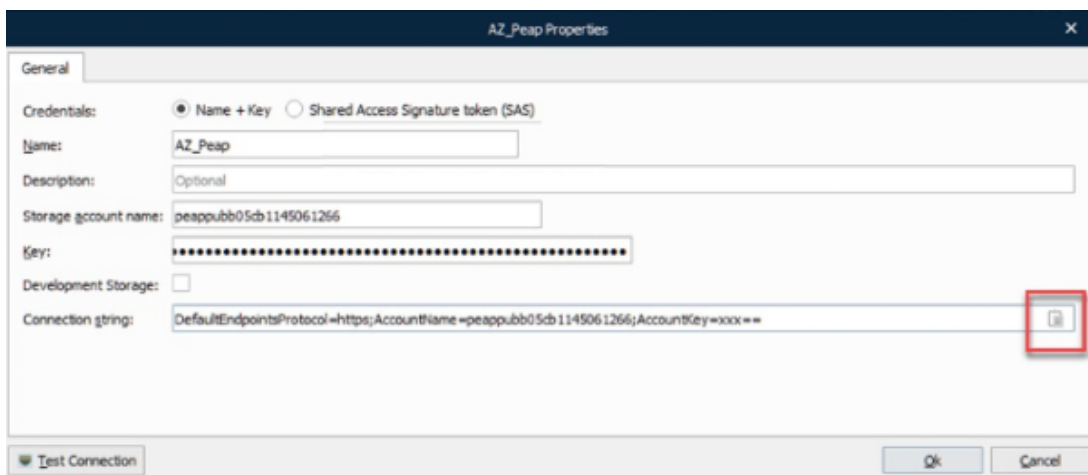 AZ_Peap Properties
General
Credentials: Name + Key Shared Access Signature token (SAS)
Name: AZ_Peap
Description: Optional
Storage account name: peappubb05cb1145061266
Key: ••••••••••••••••••••••••••••••••••••••••••••••••••••••••
Development Storage:
Connection string: DefaultEndpointsProtocol=https;AccountName=peappubb05cb1145061266;AccountKey=xxx==
Test Connection Ok Cancel